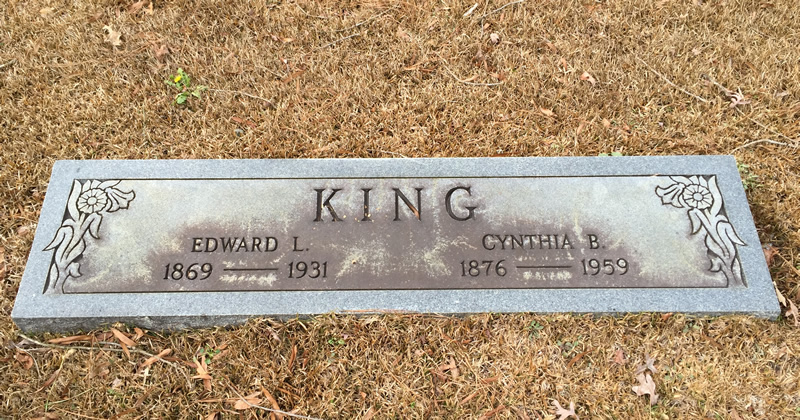 KING
EDWARD L. CYNTHIA B.
1869 — 1931 1876 — 1959